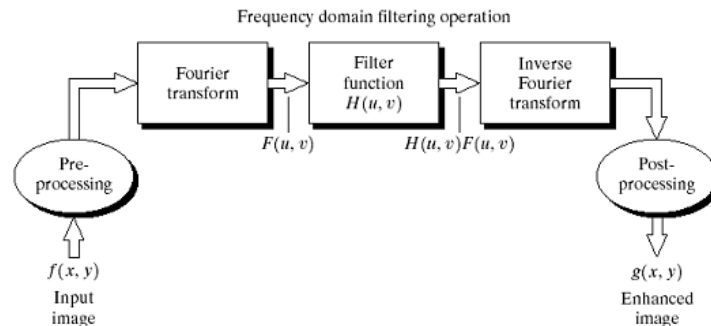 Frequency domain filtering operation
Fourier
transform
Filter
function
H(u, v)
Inverse
Fourier
transform
F(u, v)
H(u, v)F(u, v)
Pre-
processing
Post-
processing
f(x, y)
Input
image
g(x, y)
Enhanced
image